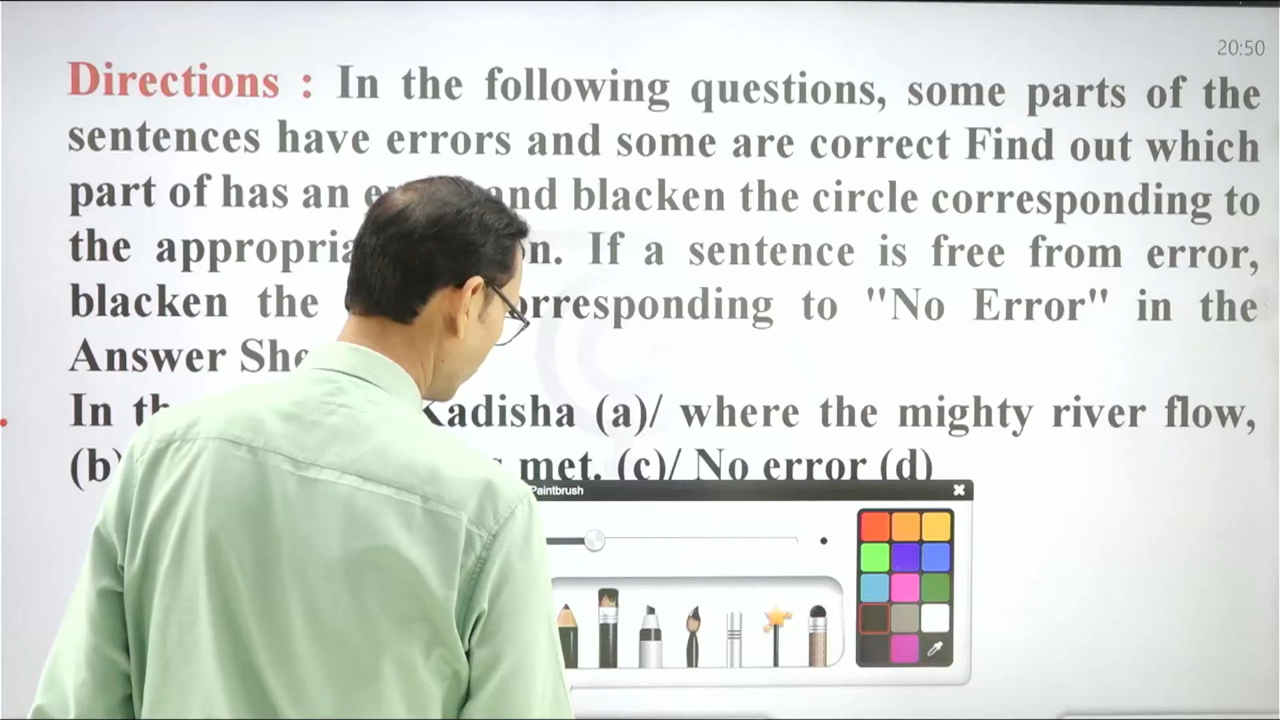 20:50
Directions : In the following questions, some parts of the
sentences have errors and some are correct Find out which
part of has an and blacken the circle corresponding to
the If a sentence is free from error,
blacken the corresponding to "No Error" in the
Answer
In Kadisha (a)/ where the mighty river flow,
(b) met. (c)/ No error (d)
Paintbrush